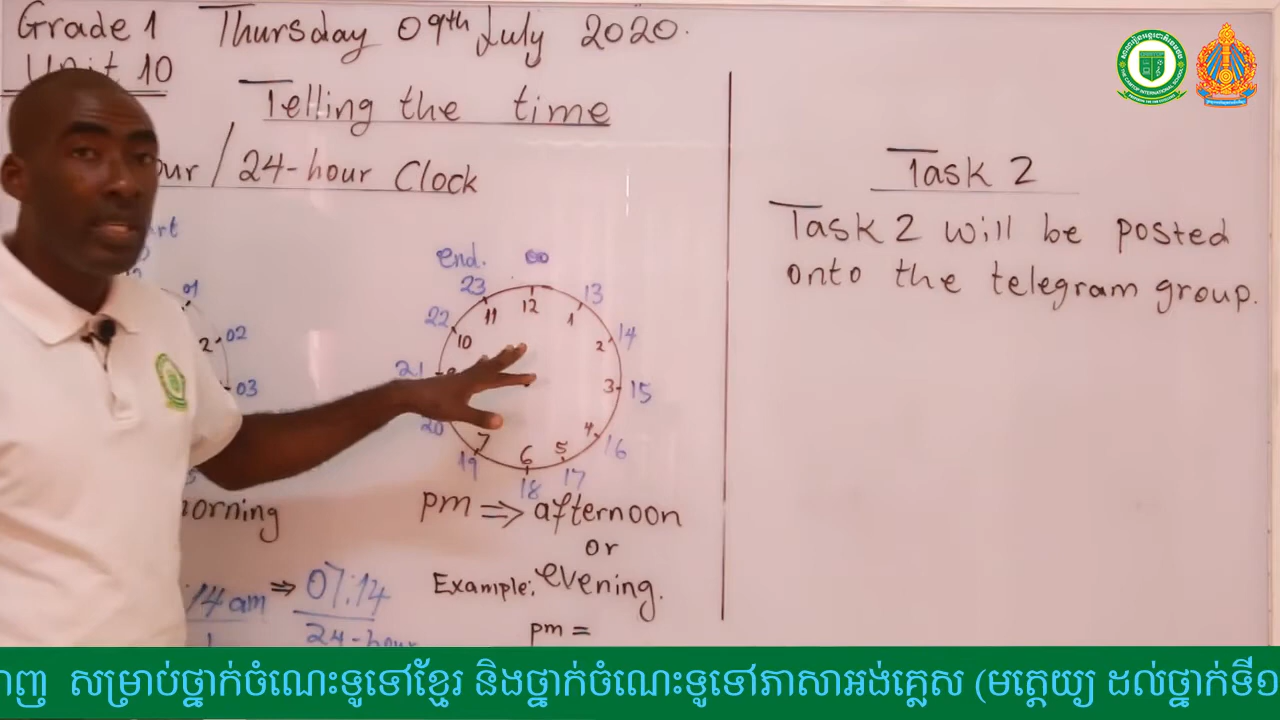 Grade 1 Thursday 09th July 2020.
Unit 10
Telling the time
24-hour Clock
Task 2
Task 2 will be posted
onto the telegram group.
end. 00
23 13
22 14
21 15
20 16
19 17
18
12
11 1
10 2
3
4
7 5
6
01
2 02
03
pm ⇒ afternoon
or
evening.
Example:
pm =
14 am ⇒ 07:14
24-hour
សម្រាប់ថ្នាក់ចំណេះទូទៅខ្មែរ និងថ្នាក់ចំណេះទូទៅភាសាអង់គ្លេស (មត្តេយ្យ ដល់ថ្នាក់ទី១